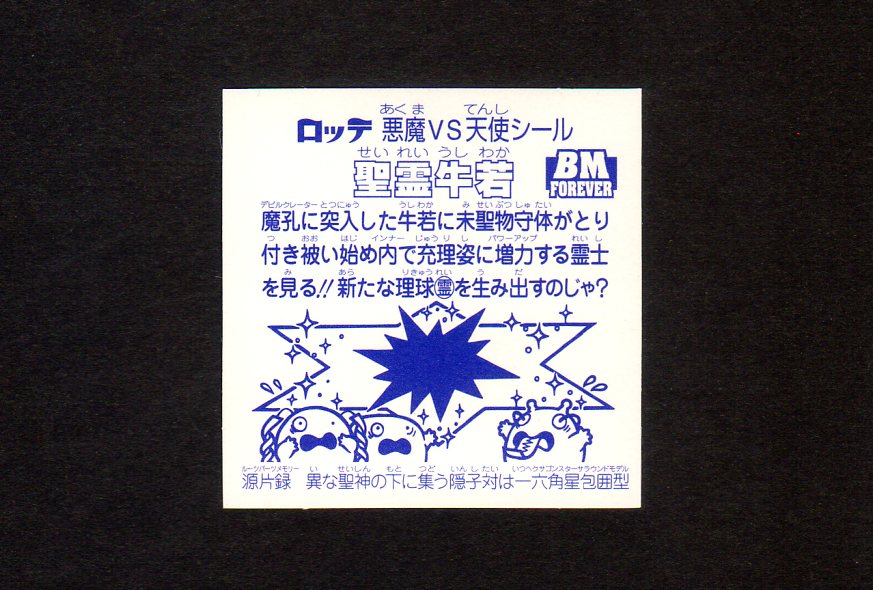 あくま てんし
ロッテ 悪魔VS天使シール
せい れい うし わか
聖霊牛若
BM
FOREVER
デビルクレーター とつにゅう うしわか み せいぶつ しゅ たい
魔孔に突入した牛若に未聖物守体がとり
つ おお はじ インナー じゅう り し パワーアップ れい し
付き被い始め内で充理姿に増力する霊士
み あら りきゅう れい う だ
を見る!! 新たな理球㊢を生み出すのじゃ?
ルーツパーツメモリー い せいしん もと つど いんし たい いつヘクサゴンスターサラウンドモデル
源片録 異な聖神の下に集う隠子対は一六角星包囲型